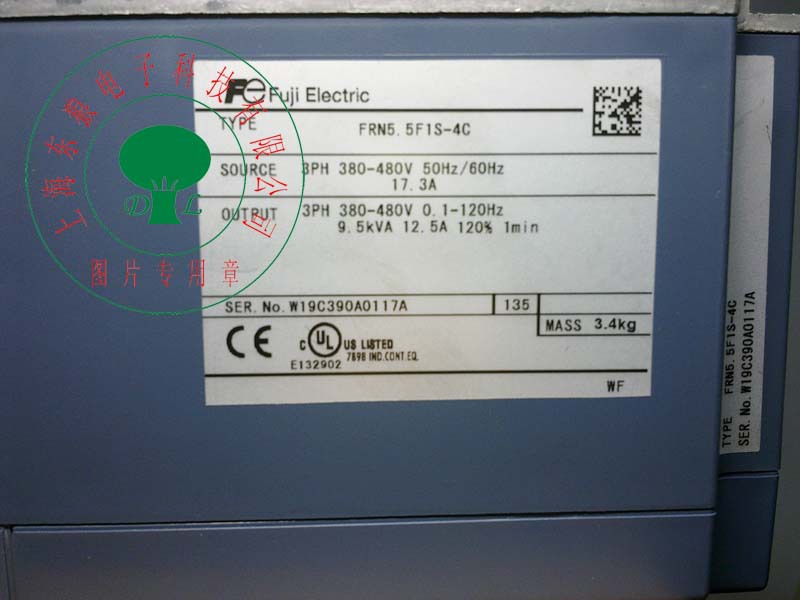 Fe Fuji Electric
TYPE FRN5.5F1S-4C
SOURCE 3PH 380-480V 50Hz/60Hz
17.3A
OUTPUT 3PH 380-480V 0.1-120Hz
9.5kVA 12.5A 120% 1min
SER. No. W19C390A0117A 135
MASS 3.4kg
CE C UL US LISTED
7898 IND.CONT.EQ.
E132902
WF
上海东灏电子科技有限公司
DL
图片专用章
TYPE FRN5.5F1S-4C
SER. No. W19C390A0117A